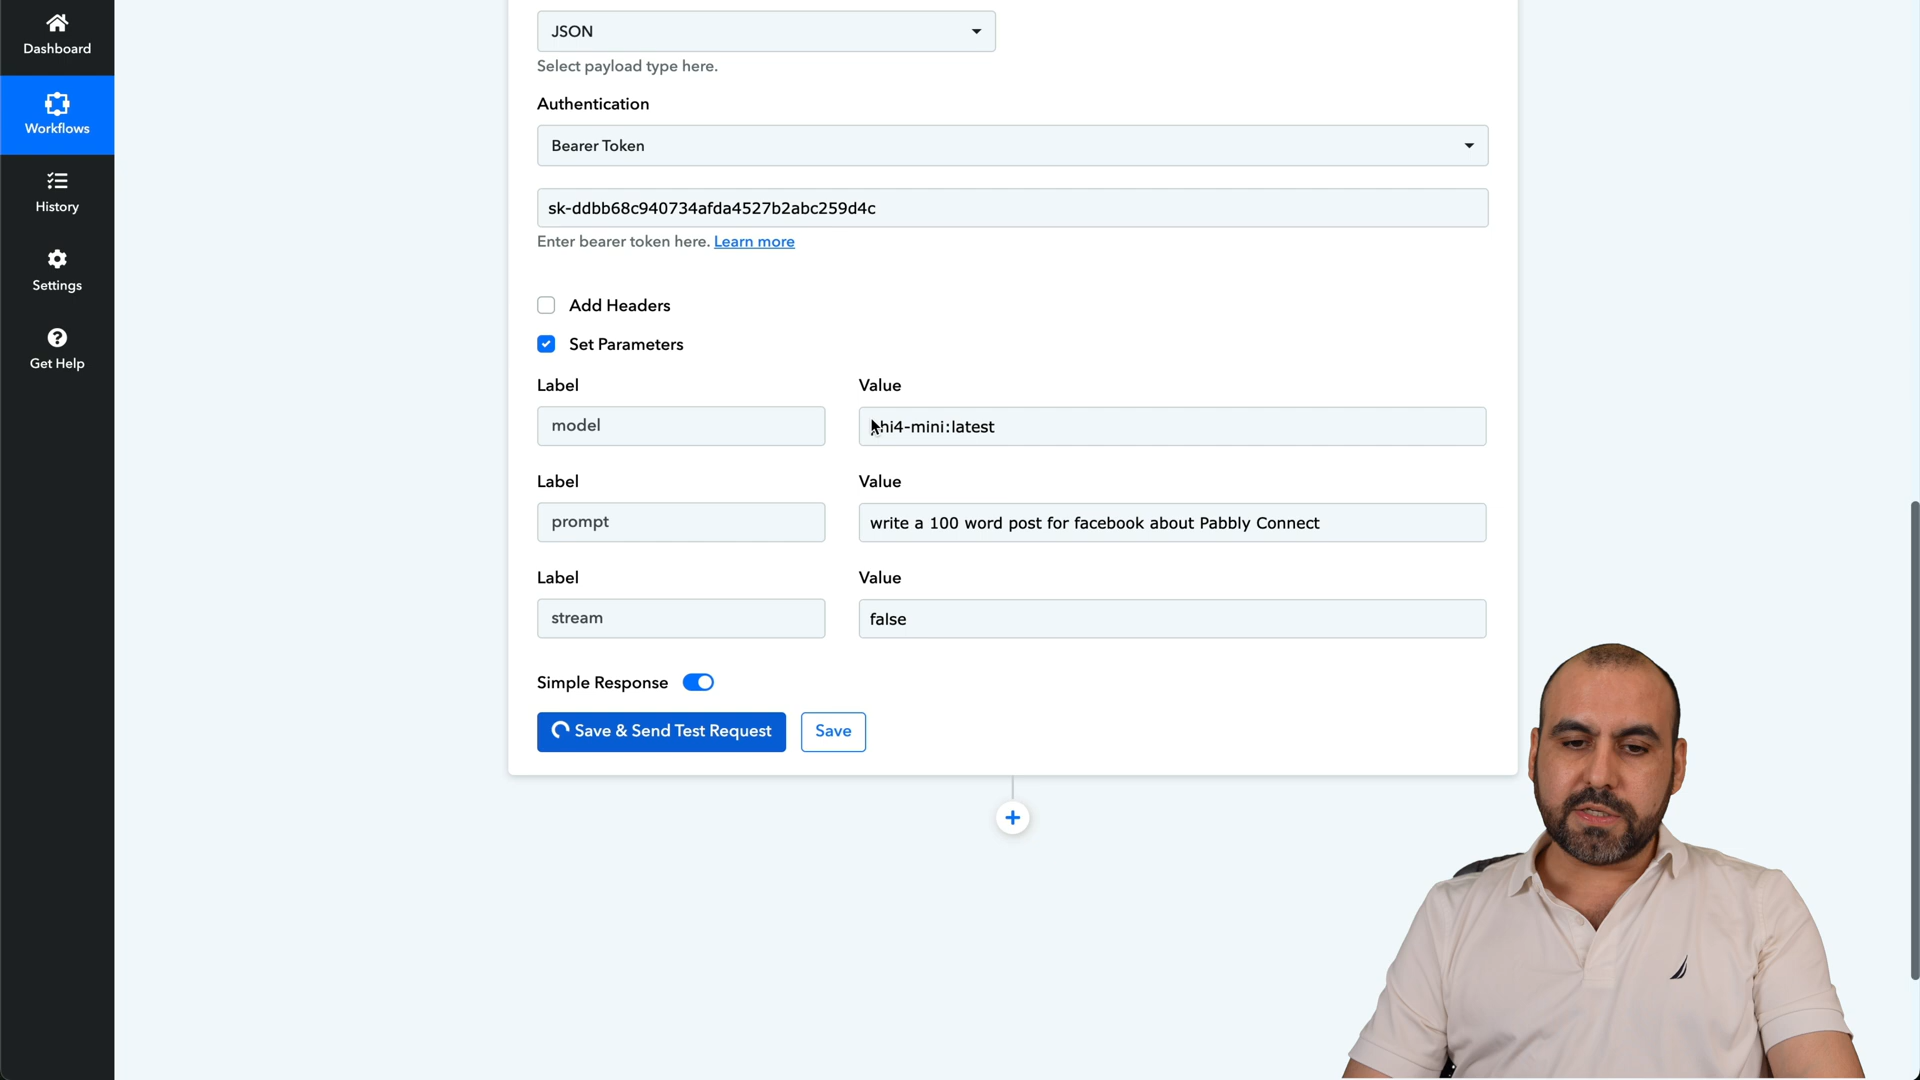 Dashboard
Workflows
History
Settings
Get Help
JSON
Select payload type here.
Authentication
Bearer Token
sk-ddbb68c940734afda4527b2abc259d4c
Enter bearer token here. Learn more
Add Headers
Set Parameters
Label Value
model hi4-mini:latest
Label Value
prompt write a 100 word post for facebook about Pabbly Connect
Label Value
stream false
Simple Response
Save & Send Test Request Save